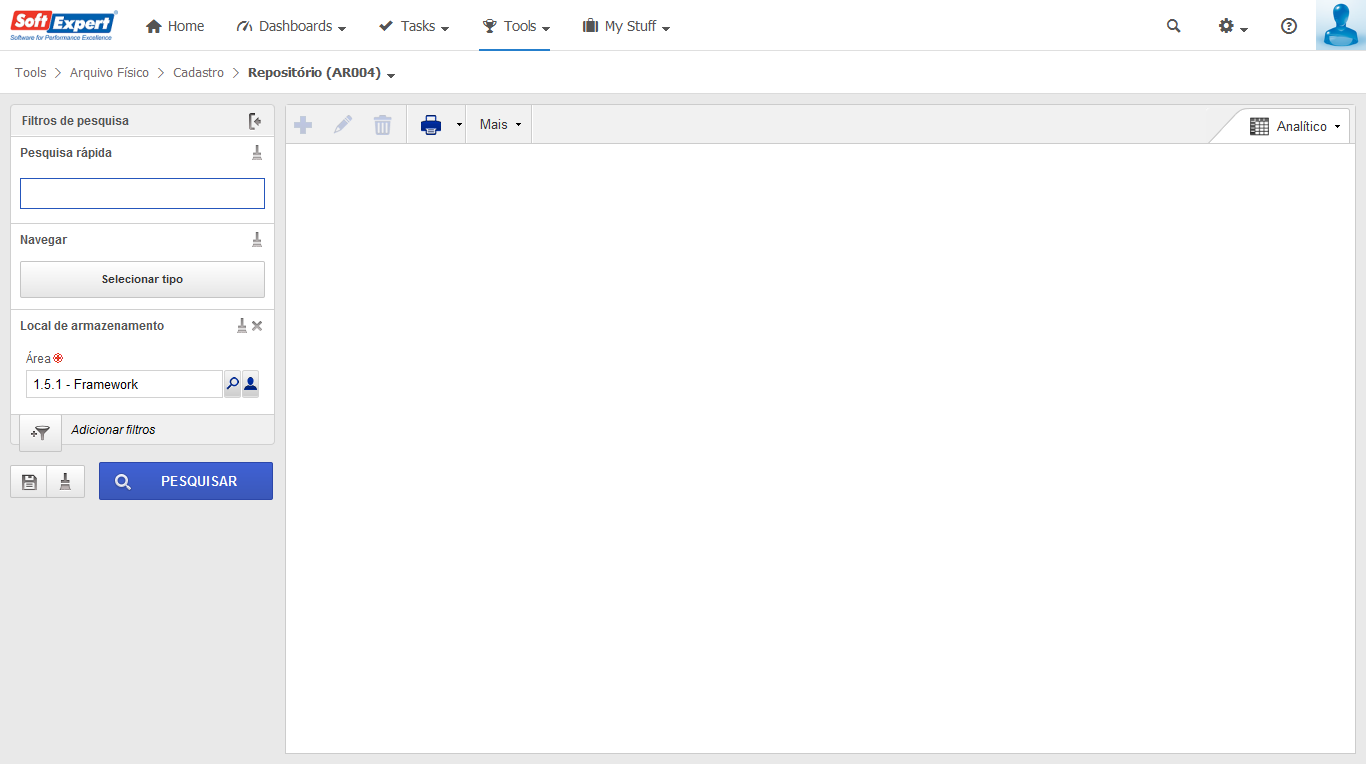 SoftExpert®
Software for Performance Excellence
Home
Dashboards
Tasks
Tools
My Stuff
Tools > Arquivo Físico > Cadastro > Repositório (AR004)
Filtros de pesquisa
Mais
Analítico
Pesquisa rápida
Navegar
Selecionar tipo
Local de armazenamento
Área
1.5.1 - Framework
Adicionar filtros
PESQUISAR